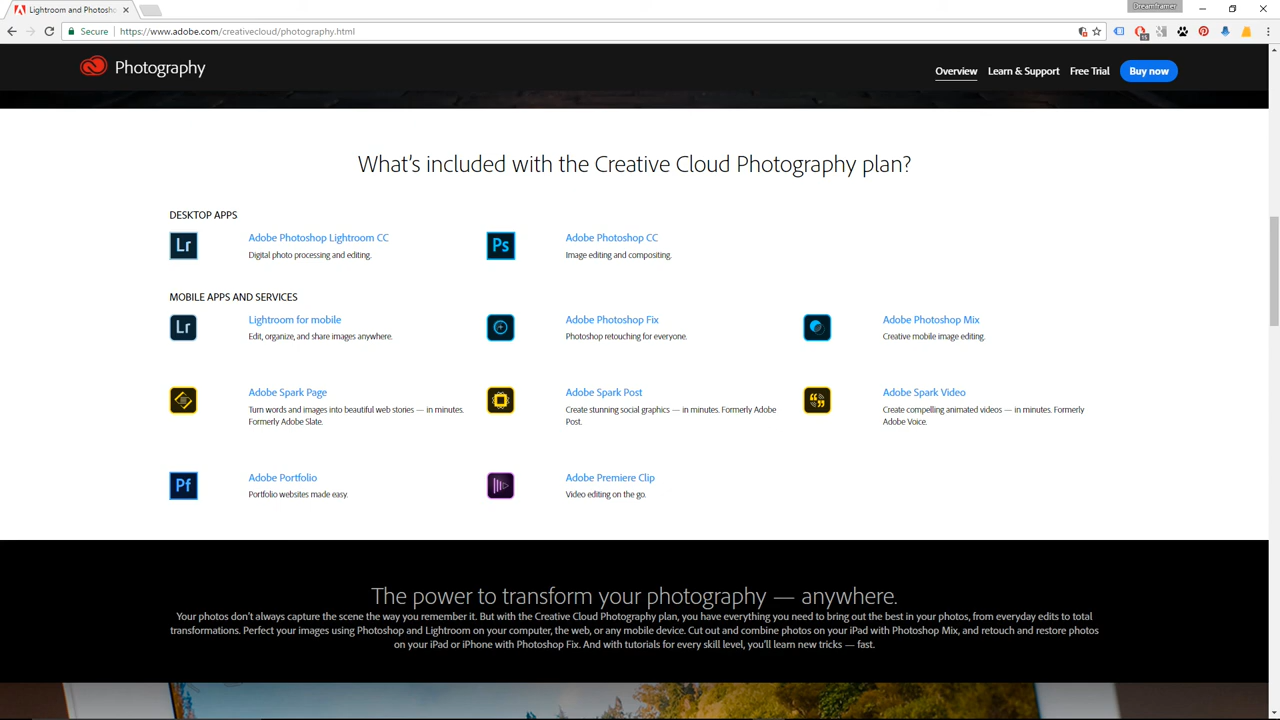 Lightroom and Photosh
Dreamframer
Secure
https://www.adobe.com/creativecloud/photography.html
15
Photography
Overview
Learn & Support
Free Trial
Buy now
What's included with the Creative Cloud Photography plan?
DESKTOP APPS
Lr
Adobe Photoshop Lightroom CC
Digital photo processing and editing.
Ps
Adobe Photoshop CC
Image editing and compositing.
MOBILE APPS AND SERVICES
Lr
Lightroom for mobile
Edit, organize, and share images anywhere.
Adobe Photoshop Fix
Photoshop retouching for everyone.
Adobe Photoshop Mix
Creative mobile image editing.
Adobe Spark Page
Turn words and images into beautiful web stories — in minutes.
Formerly Adobe Slate.
Adobe Spark Post
Create stunning social graphics — in minutes. Formerly Adobe
Post.
Adobe Spark Video
Create compelling animated videos — in minutes. Formerly
Adobe Voice.
Pf
Adobe Portfolio
Portfolio websites made easy.
Adobe Premiere Clip
Video editing on the go.
The power to transform your photography — anywhere.
Your photos don't always capture the scene the way you remember it. But with the Creative Cloud Photography plan, you have everything you need to bring out the best in your photos, from everyday edits to total
transformations. Perfect your images using Photoshop and Lightroom on your computer, the web, or any mobile device. Cut out and combine photos on your iPad with Photoshop Mix, and retouch and restore photos
on your iPad or iPhone with Photoshop Fix. And with tutorials for every skill level, you'll learn new tricks — fast.